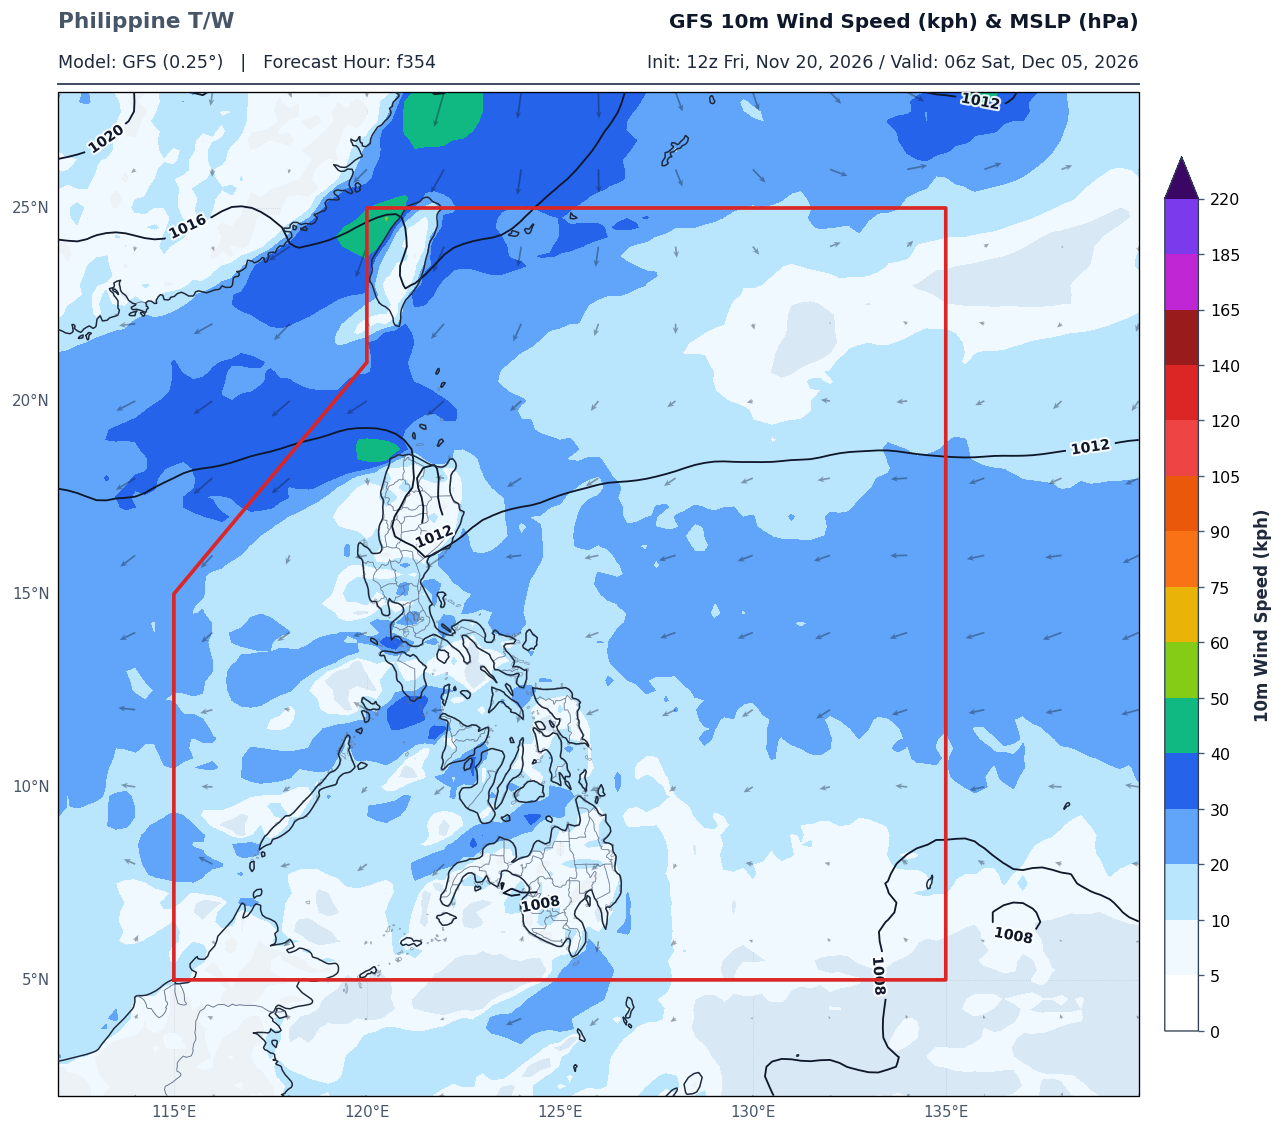 Philippine T/W
GFS 10m Wind Speed (kph) & MSLP (hPa)
Model: GFS (0.25°)   |   Forecast Hour: f354
Init: 12z Fri, Nov 20, 2026 / Valid: 06z Sat, Dec 05, 2026
1012
1020
1016
1012
1012
1008
1008
1008
25°N
20°N
15°N
10°N
5°N
115°E
120°E
125°E
130°E
135°E
220
185
165
140
120
105
90
75
60
50
40
30
20
10
5
0
10m Wind Speed (kph)